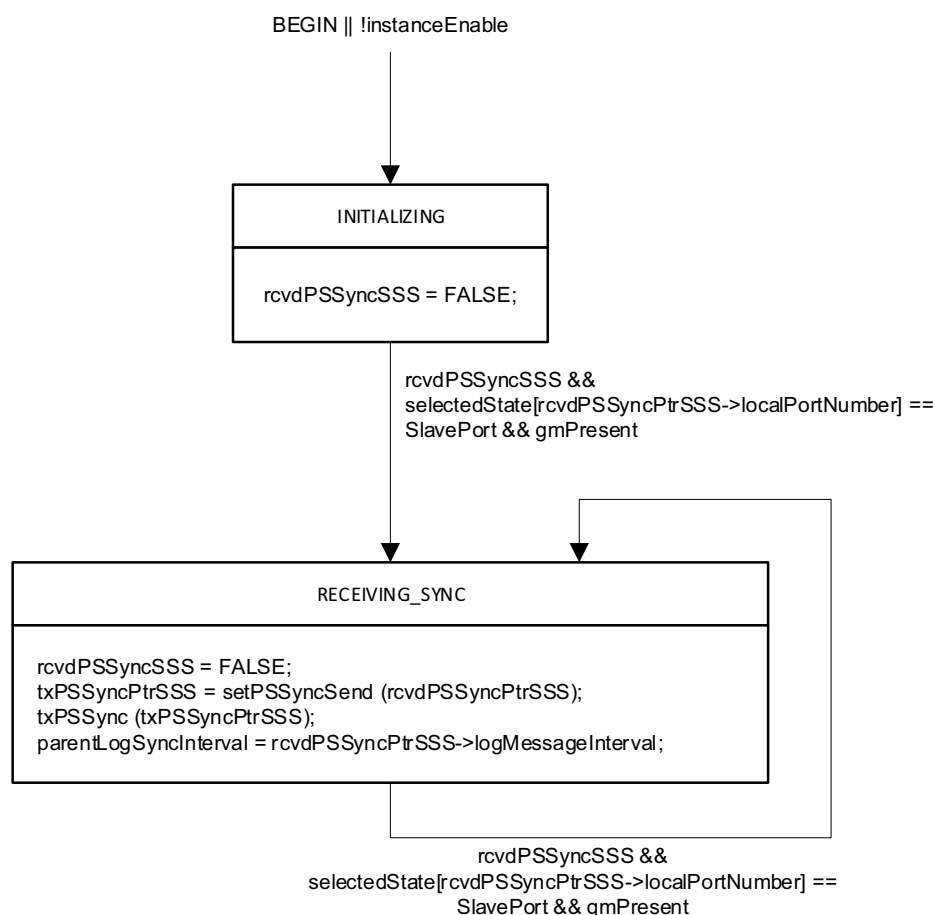 BEGIN || !instanceEnable
INITIALIZING
rcvdPSSyncSSS = FALSE;
rcvdPSSyncSSS &&
selectedState[rcvdPSSyncPtrSSS->localPortNumber] ==
SlavePort && gmPresent
RECEIVING_SYNC
rcvdPSSyncSSS = FALSE;
txPSSyncPtrSSS = setPSSyncSend (rcvdPSSyncPtrSSS);
txPSSync (txPSSyncPtrSSS);
parentLogSyncInterval = rcvdPSSyncPtrSSS->logMessageInterval;
rcvdPSSyncSSS &&
selectedState[rcvdPSSyncPtrSSS->localPortNumber] ==
SlavePort && gmPresent